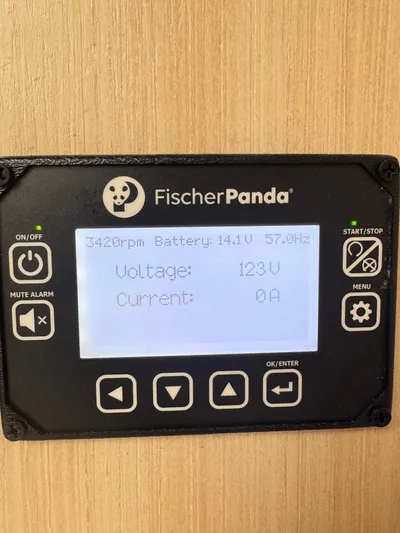 FischerPanda®
ON/OFF
START/STOP
3420rpm Battery: 14.1V 57.0Hz
Voltage: 123V
Current: 0A
MUTE ALARM
MENU
OK/ENTER